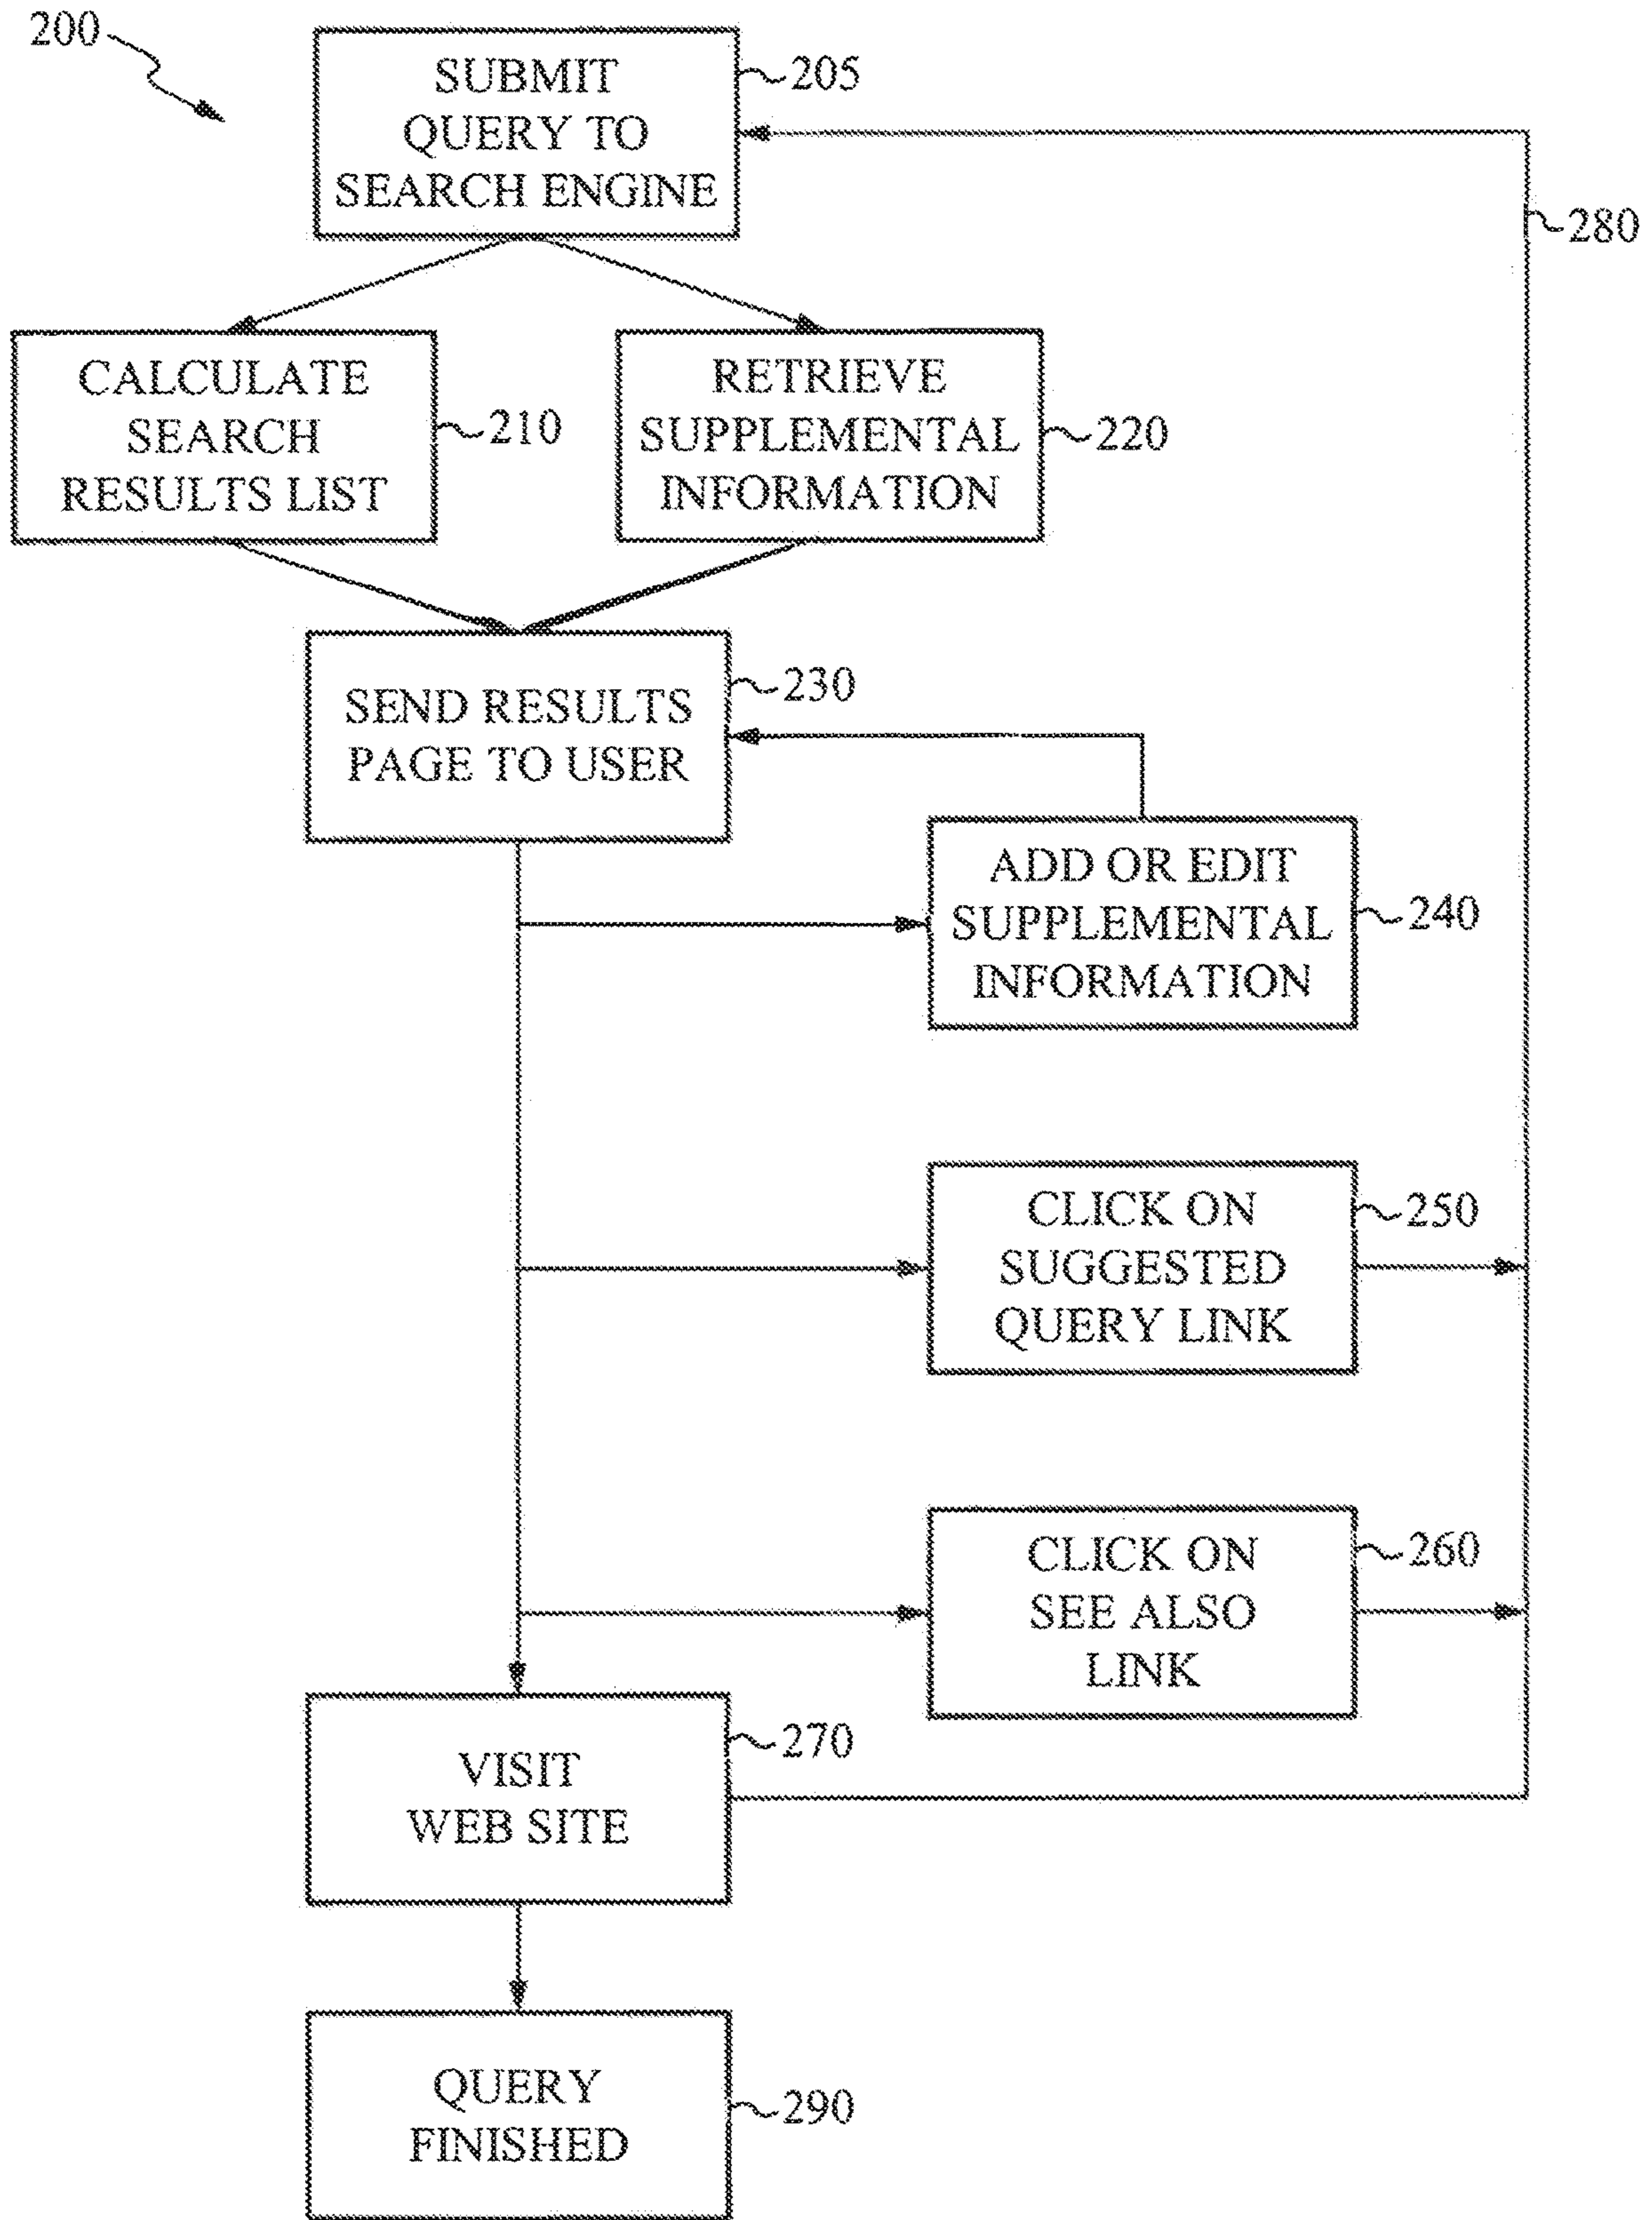 200
SUBMIT
QUERY TO
SEARCH ENGINE
205
280
CALCULATE
SEARCH
RESULTS LIST
210
RETRIEVE
SUPPLEMENTAL
INFORMATION
220
SEND RESULTS
PAGE TO USER
230
ADD OR EDIT
SUPPLEMENTAL
INFORMATION
240
CLICK ON
SUGGESTED
QUERY LINK
250
CLICK ON
SEE ALSO
LINK
260
VISIT
WEB SITE
270
QUERY
FINISHED
290